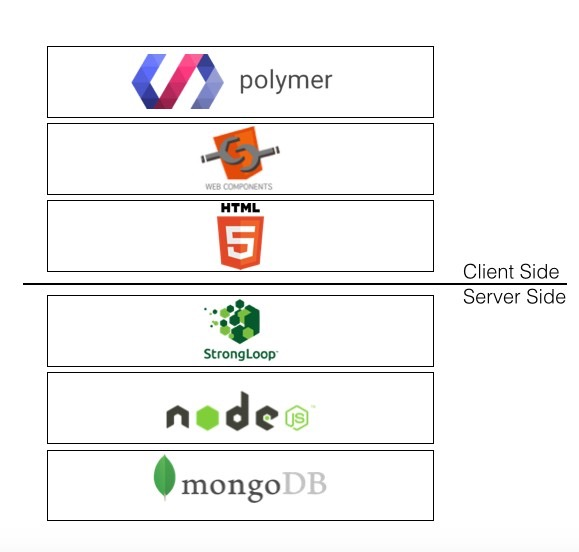 polymer
WEB COMPONENTS
HTML
5
Client Side
Server Side
StrongLoop
node
JS
mongoDB